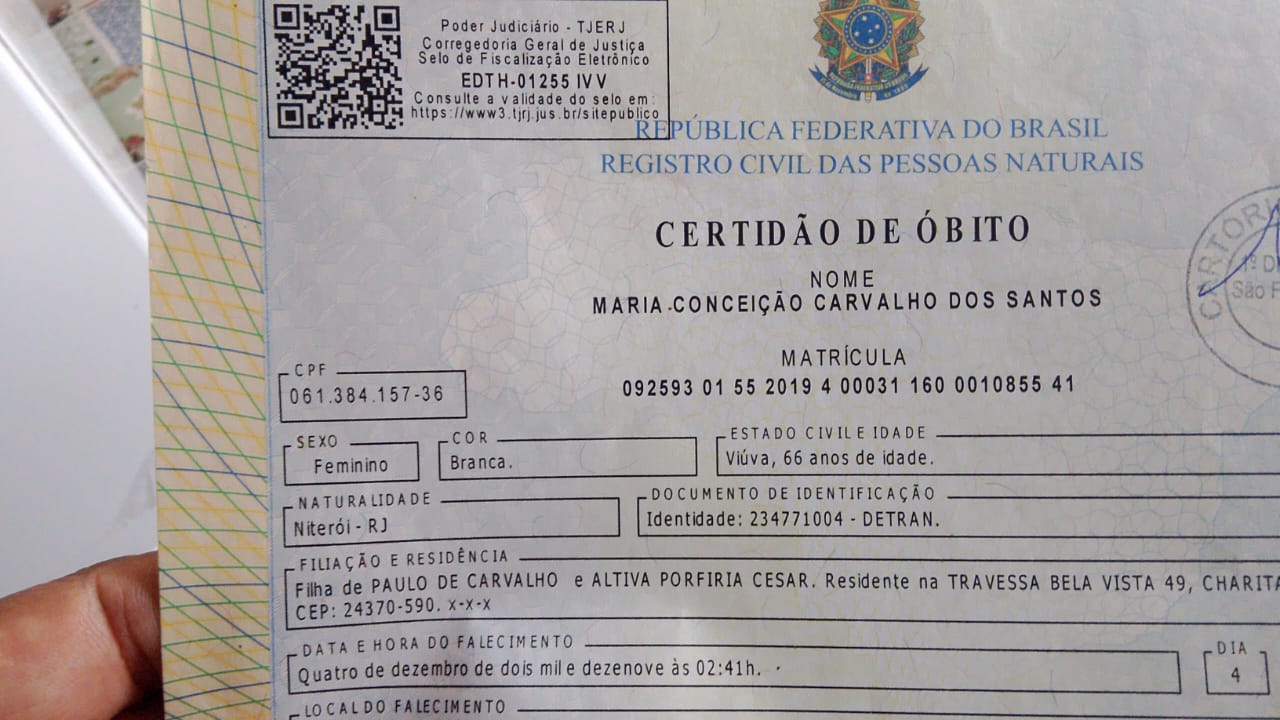 Poder Judiciário - TJERJ
Corregedoria Geral de Justiça
Selo de Fiscalização Eletrônico
EDTH-01255 IVV
Consulte a validade do selo em:
https://www3.tjrj.jus.br/sitepublico
REPÚBLICA FEDERATIVA DO BRASIL
REGISTRO CIVIL DAS PESSOAS NATURAIS
CERTIDÃO DE ÓBITO
NOME
MARIA CONCEIÇÃO CARVALHO DOS SANTOS
CARTORI
1º D
São F
MATRÍCULA
092593 01 55 2019 4 00031 160 0010855 41
CPF
061.384.157-36
SEXO
Feminino
COR
Branca.
ESTADO CIVIL E IDADE
Viúva, 66 anos de idade.
NATURALIDADE
Niterói - RJ
DOCUMENTO DE IDENTIFICAÇÃO
Identidade: 234771004 - DETRAN.
FILIAÇÃO E RESIDÊNCIA
Filha de PAULO DE CARVALHO e ALTIVA PORFIRIA CESAR. Residente na TRAVESSA BELA VISTA 49, CHARITA
CEP: 24370-590. x-x-x
DATA E HORA DO FALECIMENTO
Quatro de dezembro de dois mil e dezenove às 02:41h.
DIA
4
LOCAL DO FALECIMENTO